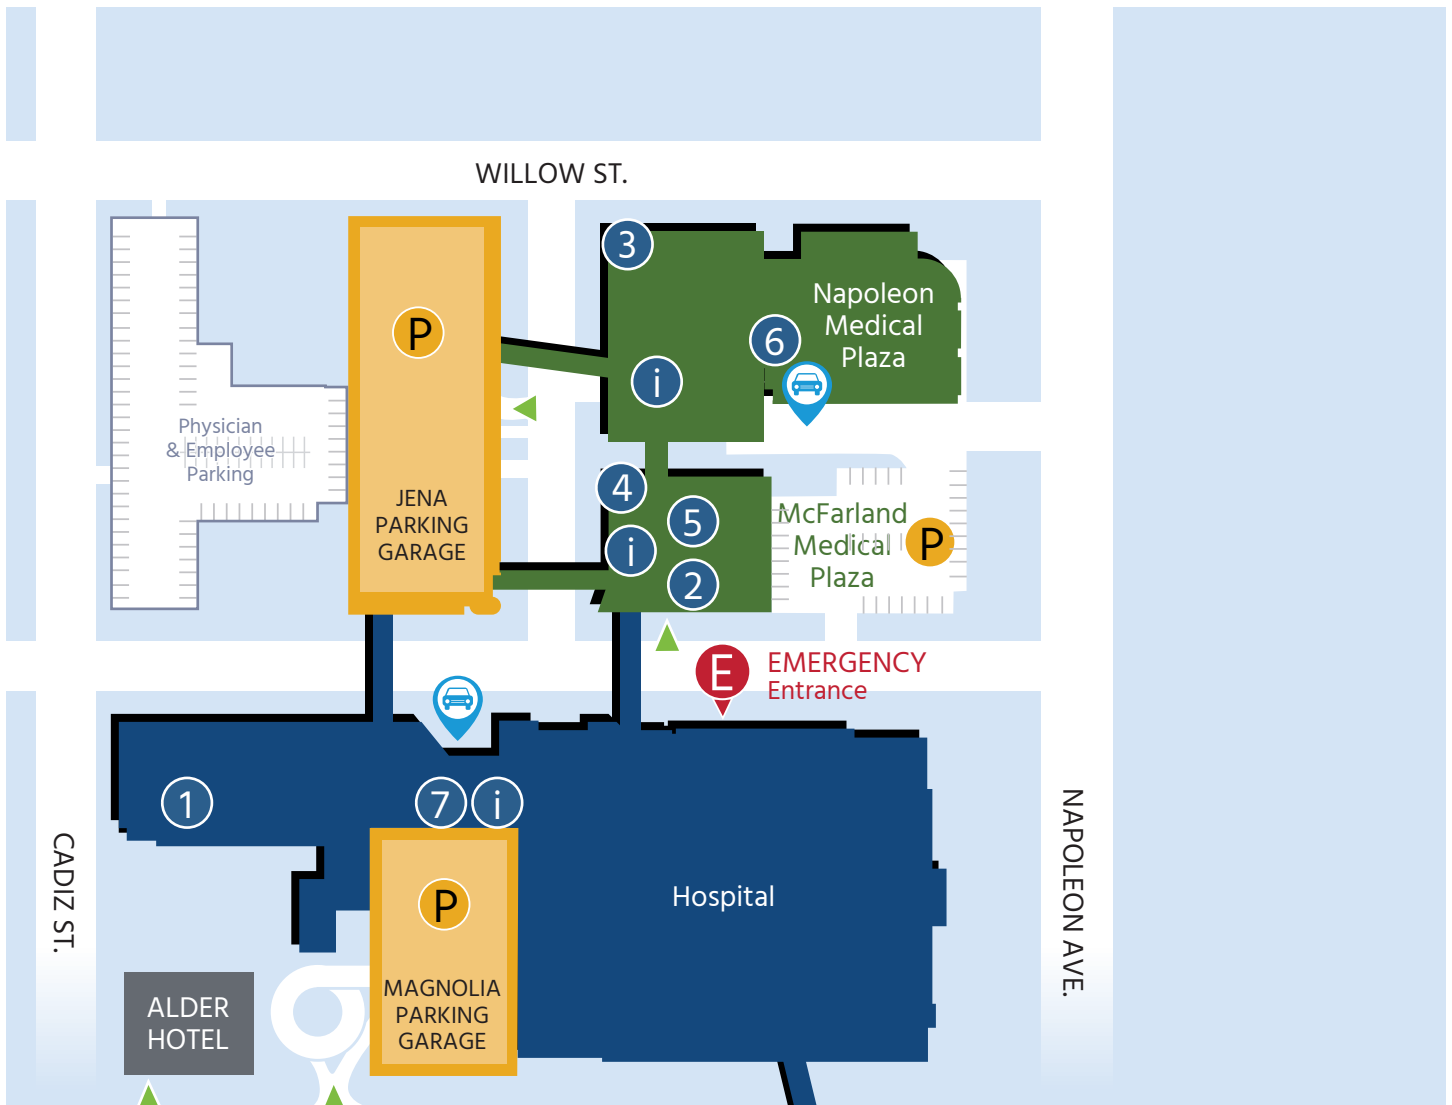 WILLOW ST.
3
Napoleon
Medical
Plaza
P
6
i
Physician
& Employee
Parking
JENA
PARKING
GARAGE
4
5
McFarland
Medical
Plaza
P
i
2
E
EMERGENCY
Entrance
1
7
i
NAPOLEON AVE.
CADIZ ST.
Hospital
P
MAGNOLIA
PARKING
GARAGE
ALDER
HOTEL